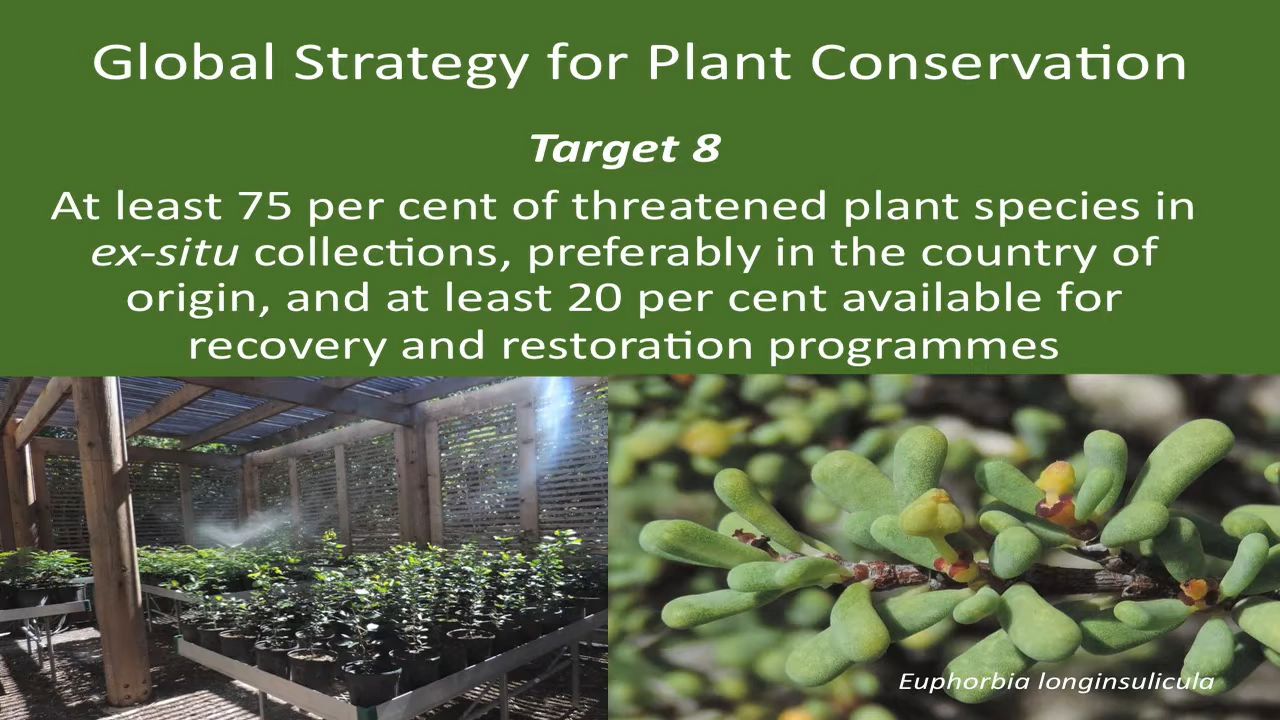 Global Strategy for Plant Conservation
Target 8
At least 75 per cent of threatened plant species in
ex-situ collections, preferably in the country of
origin, and at least 20 per cent available for
recovery and restoration programmes
Euphorbia longinsulicula